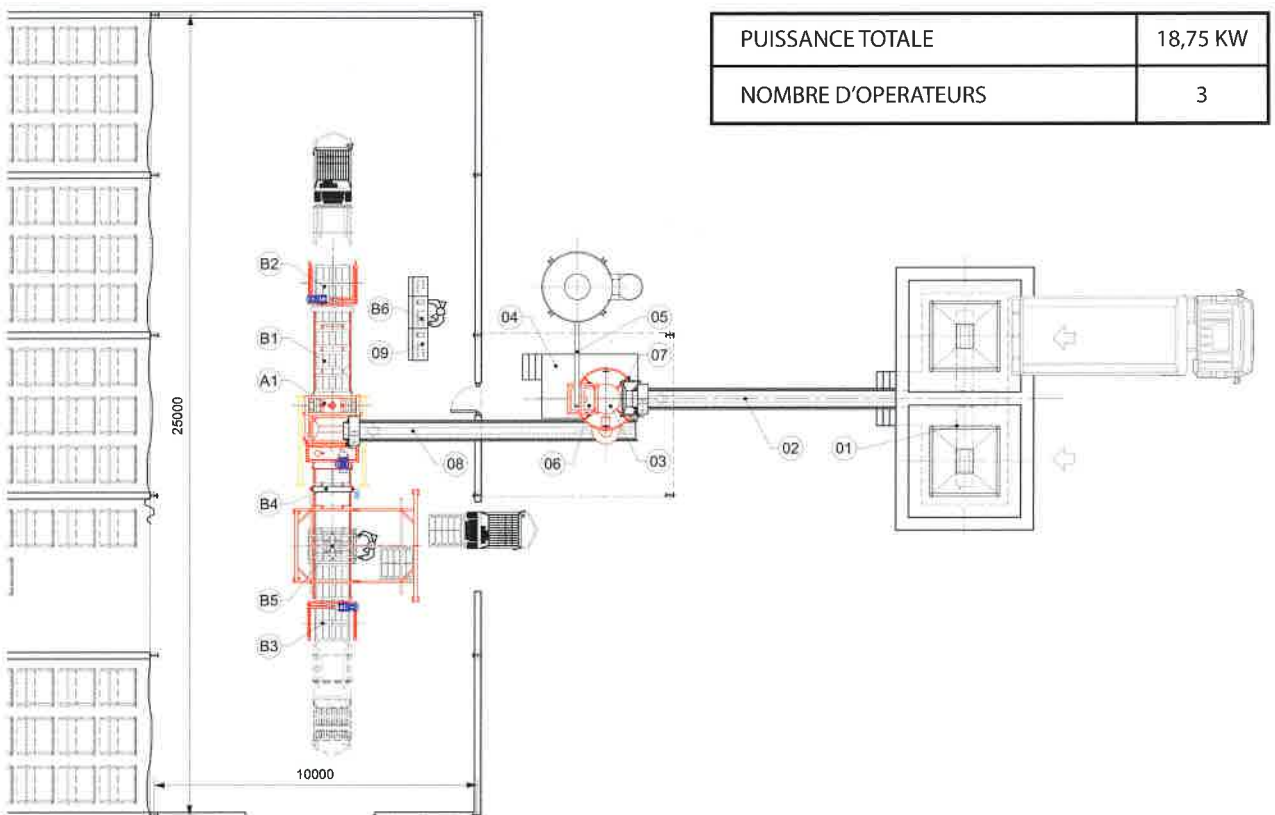 PUISSANCE TOTALE 18,75 KW
NOMBRE D'OPERATEURS 3
B2
B6
B1
09
A1
04
05
07
25000
08
06
03
02
01
B4
B5
B3
10000